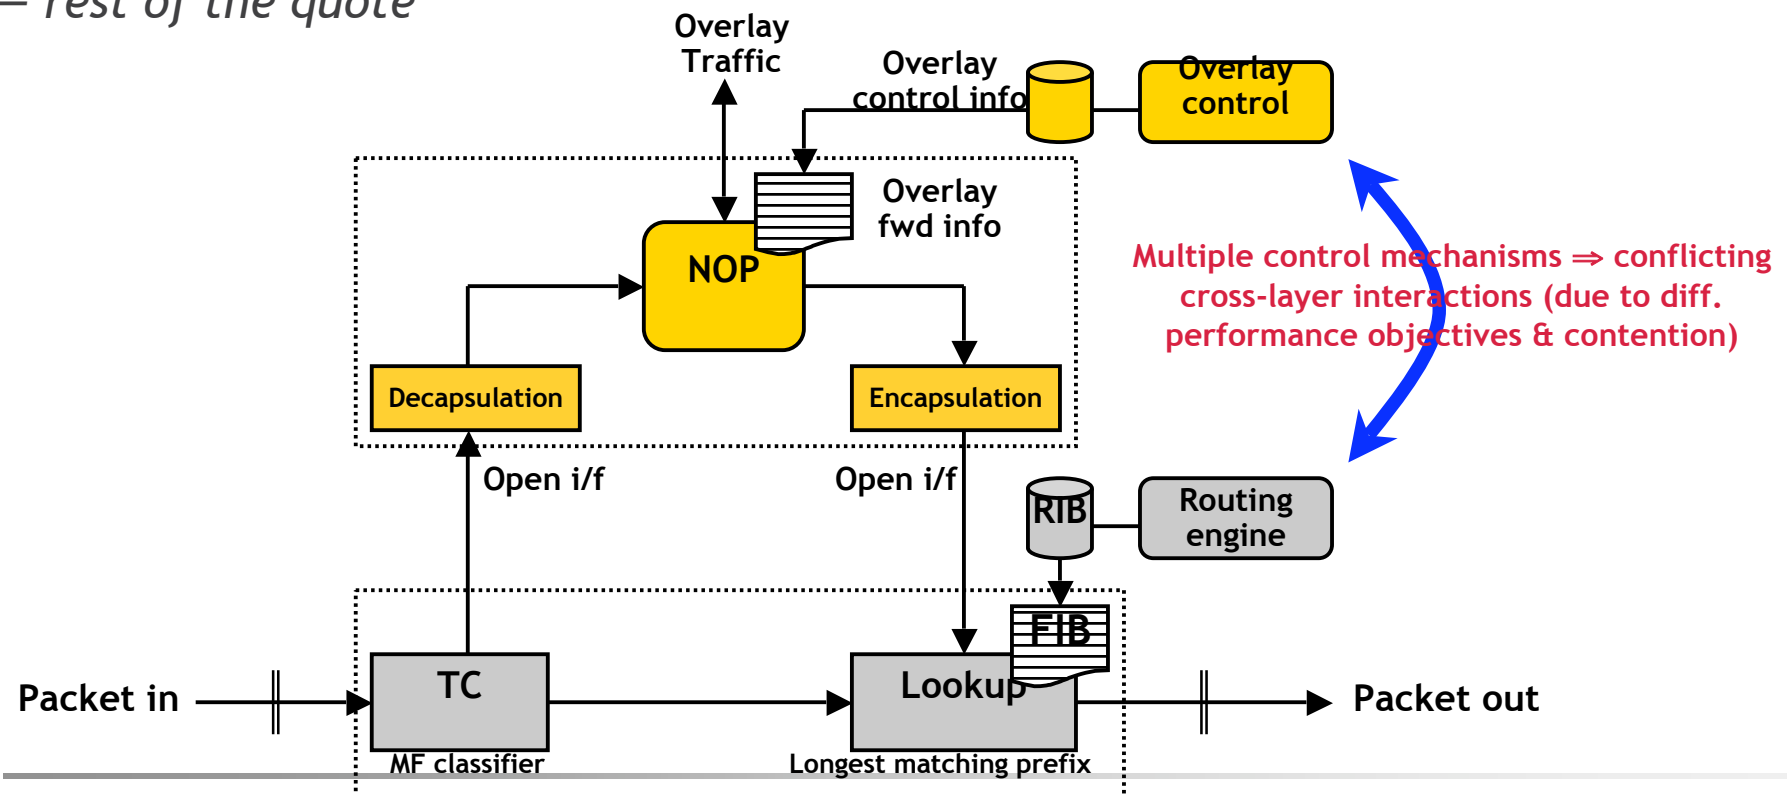 — rest of the quote
Overlay
Traffic
Overlay
control info
Overlay
control
Overlay
fwd info
NOP
Multiple control mechanisms ⇒ conflicting
cross-layer interactions (due to diff.
performance objectives & contention)
Decapsulation
Encapsulation
Open i/f
Open i/f
RIB
Routing
engine
FIB
TC
Lookup
Packet in
Packet out
MF classifier
Longest matching prefix